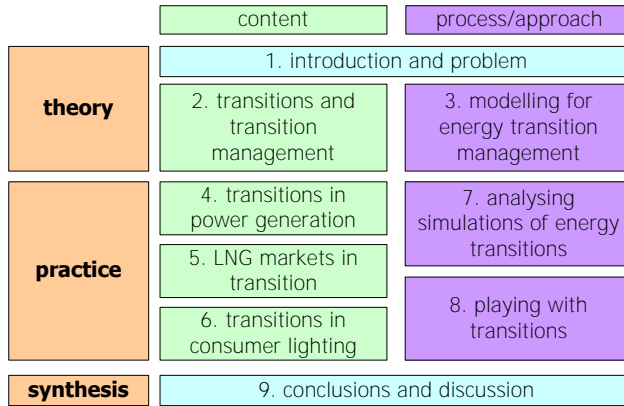 content
process/approach
theory
1. introduction and problem
2. transitions and
transition
management
3. modelling for
energy transition
management
practice
4. transitions in
power generation
5. LNG markets in
transition
6. transitions in
consumer lighting
7. analysing
simulations of energy
transitions
8. playing with
transitions
synthesis
9. conclusions and discussion